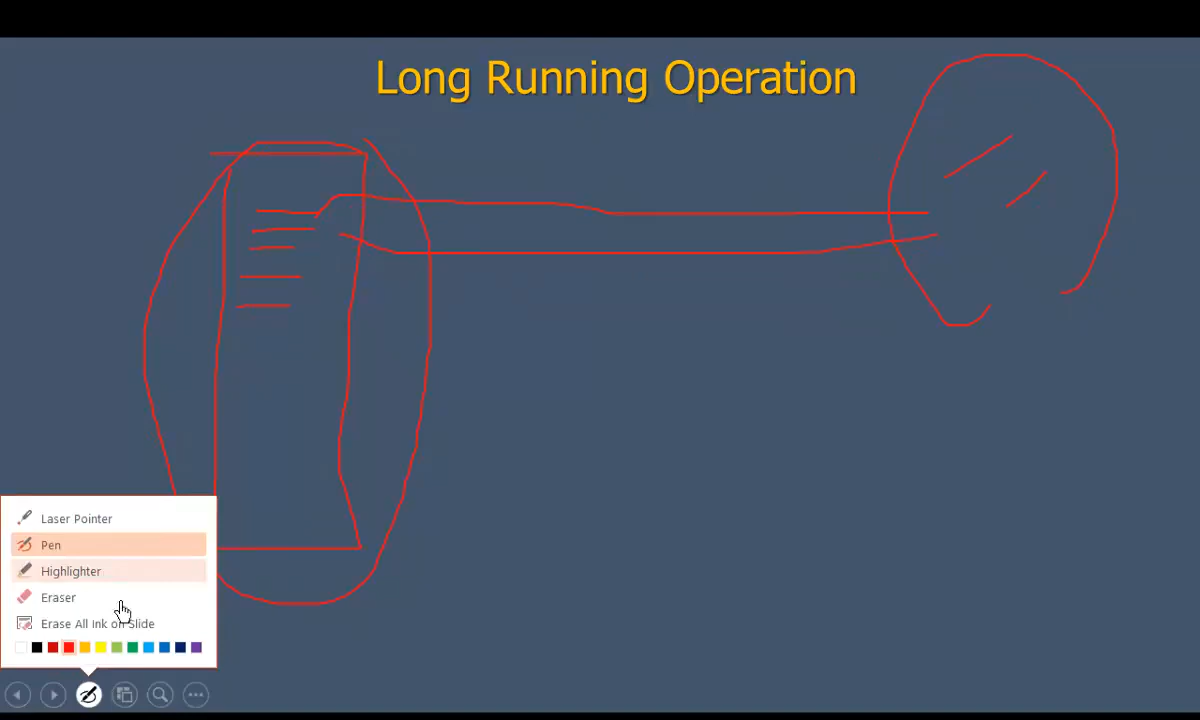 Long Running Operation
Laser Pointer
Pen
Highlighter
Eraser
Erase All Ink on Slide